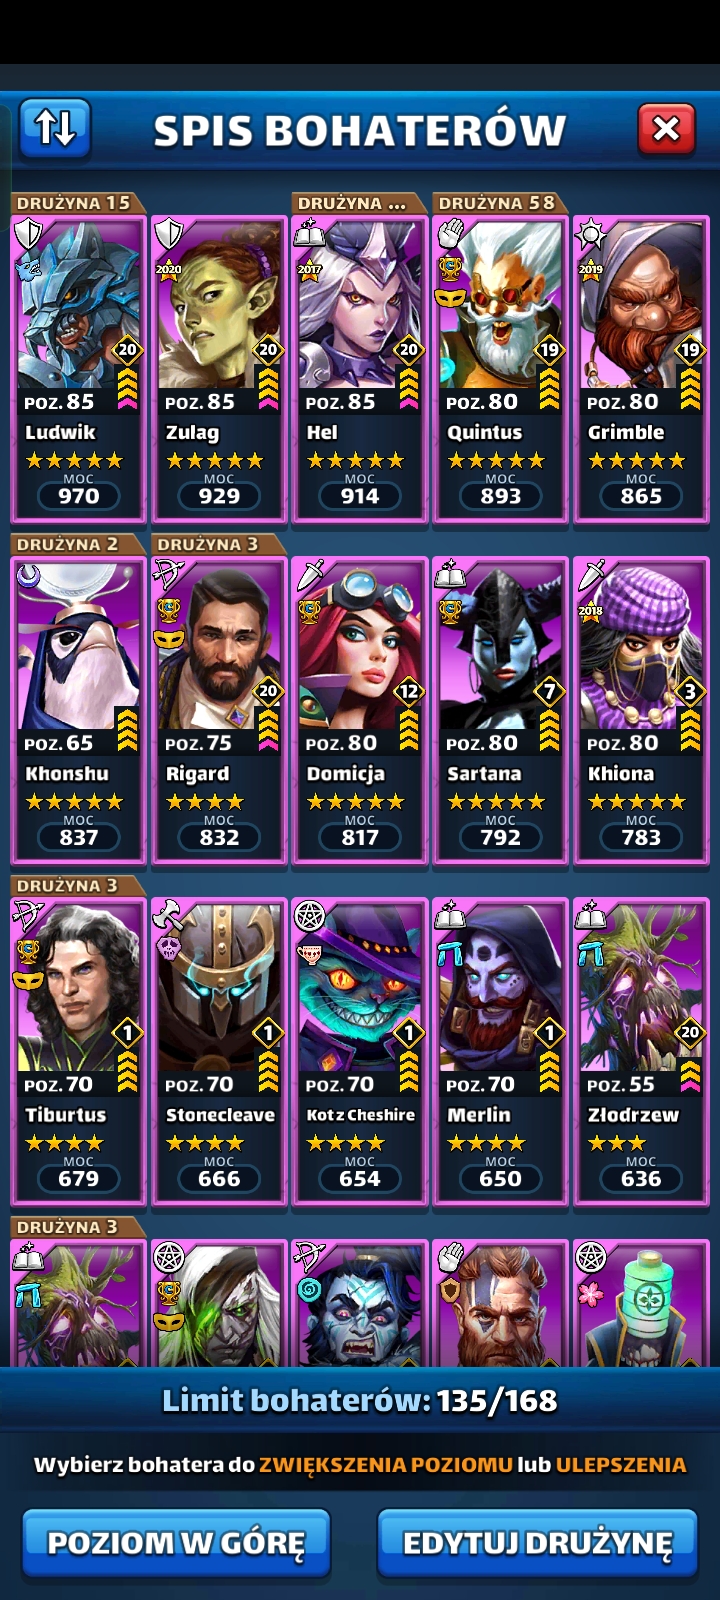 SPIS BOHATERÓW
DRUŻYNA 15
DRUŻYNA ...
DRUŻYNA 58
2020
2017
2019
20
20
20
19
19
POZ. 85
POZ. 85
POZ. 85
POZ. 80
POZ. 80
Ludwik
Zulag
Hel
Quintus
Grimble
MOC
MOC
MOC
MOC
MOC
970
929
914
893
865
DRUŻYNA 2
DRUŻYNA 3
2018
20
12
7
3
POZ. 65
POZ. 75
POZ. 80
POZ. 80
POZ. 80
Khonshu
Rigard
Domicja
Sartana
Khiona
MOC
MOC
MOC
MOC
MOC
837
832
817
792
783
DRUŻYNA 3
1
1
1
1
20
POZ. 70
POZ. 70
POZ. 70
POZ. 70
POZ. 55
Tiburtus
Stonecleave
Kot z Cheshire
Merlin
Złodrzew
MOC
MOC
MOC
MOC
MOC
679
666
654
650
636
DRUŻYNA 3
Limit bohaterów: 135/168
Wybierz bohatera do ZWIĘKSZENIA POZIOMU lub ULEPSZENIA
POZIOM W GÓRĘ
EDYTUJ DRUŻYNĘ